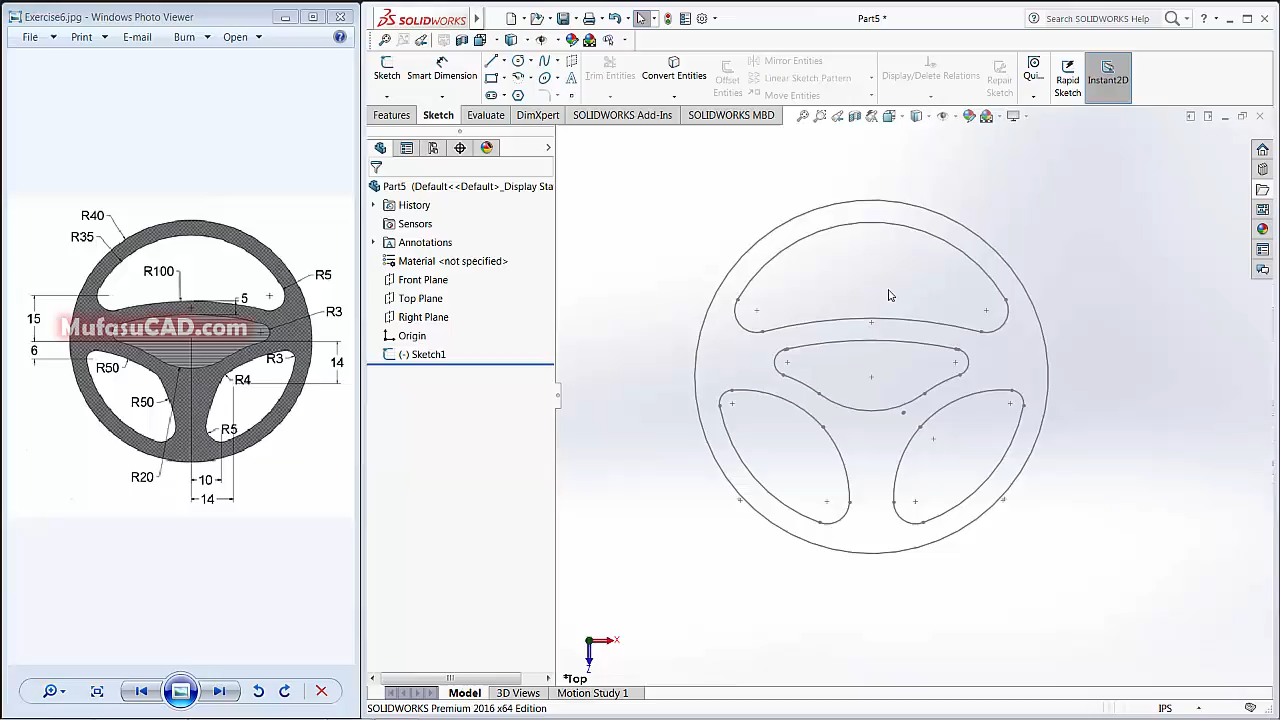 Exercise6.jpg - Windows Photo Viewer
File Print E-mail Burn Open
R40
R35
R100
5
R5
R3
15
6
MufasuCAD.com
R50
R3
14
R4
R50
R5
R20
10
14
SOLIDWORKS
Part5 *
Search SOLIDWORKS Help
Sketch
Smart Dimension
Trim Entities
Convert Entities
Offset Entities
Mirror Entities
Linear Sketch Pattern
Move Entities
Display/Delete Relations
Repair Sketch
Qui...
Rapid Sketch
Instant2D
Features Sketch Evaluate DimXpert SOLIDWORKS Add-Ins SOLIDWORKS MBD
Part5 (Default<<Default>_Display Sta
History
Sensors
Annotations
Material <not specified>
Front Plane
Top Plane
Right Plane
Origin
(-) Sketch1
X
Z
*Top
Model 3D Views Motion Study 1
SOLIDWORKS Premium 2016 x64 Edition
IPS